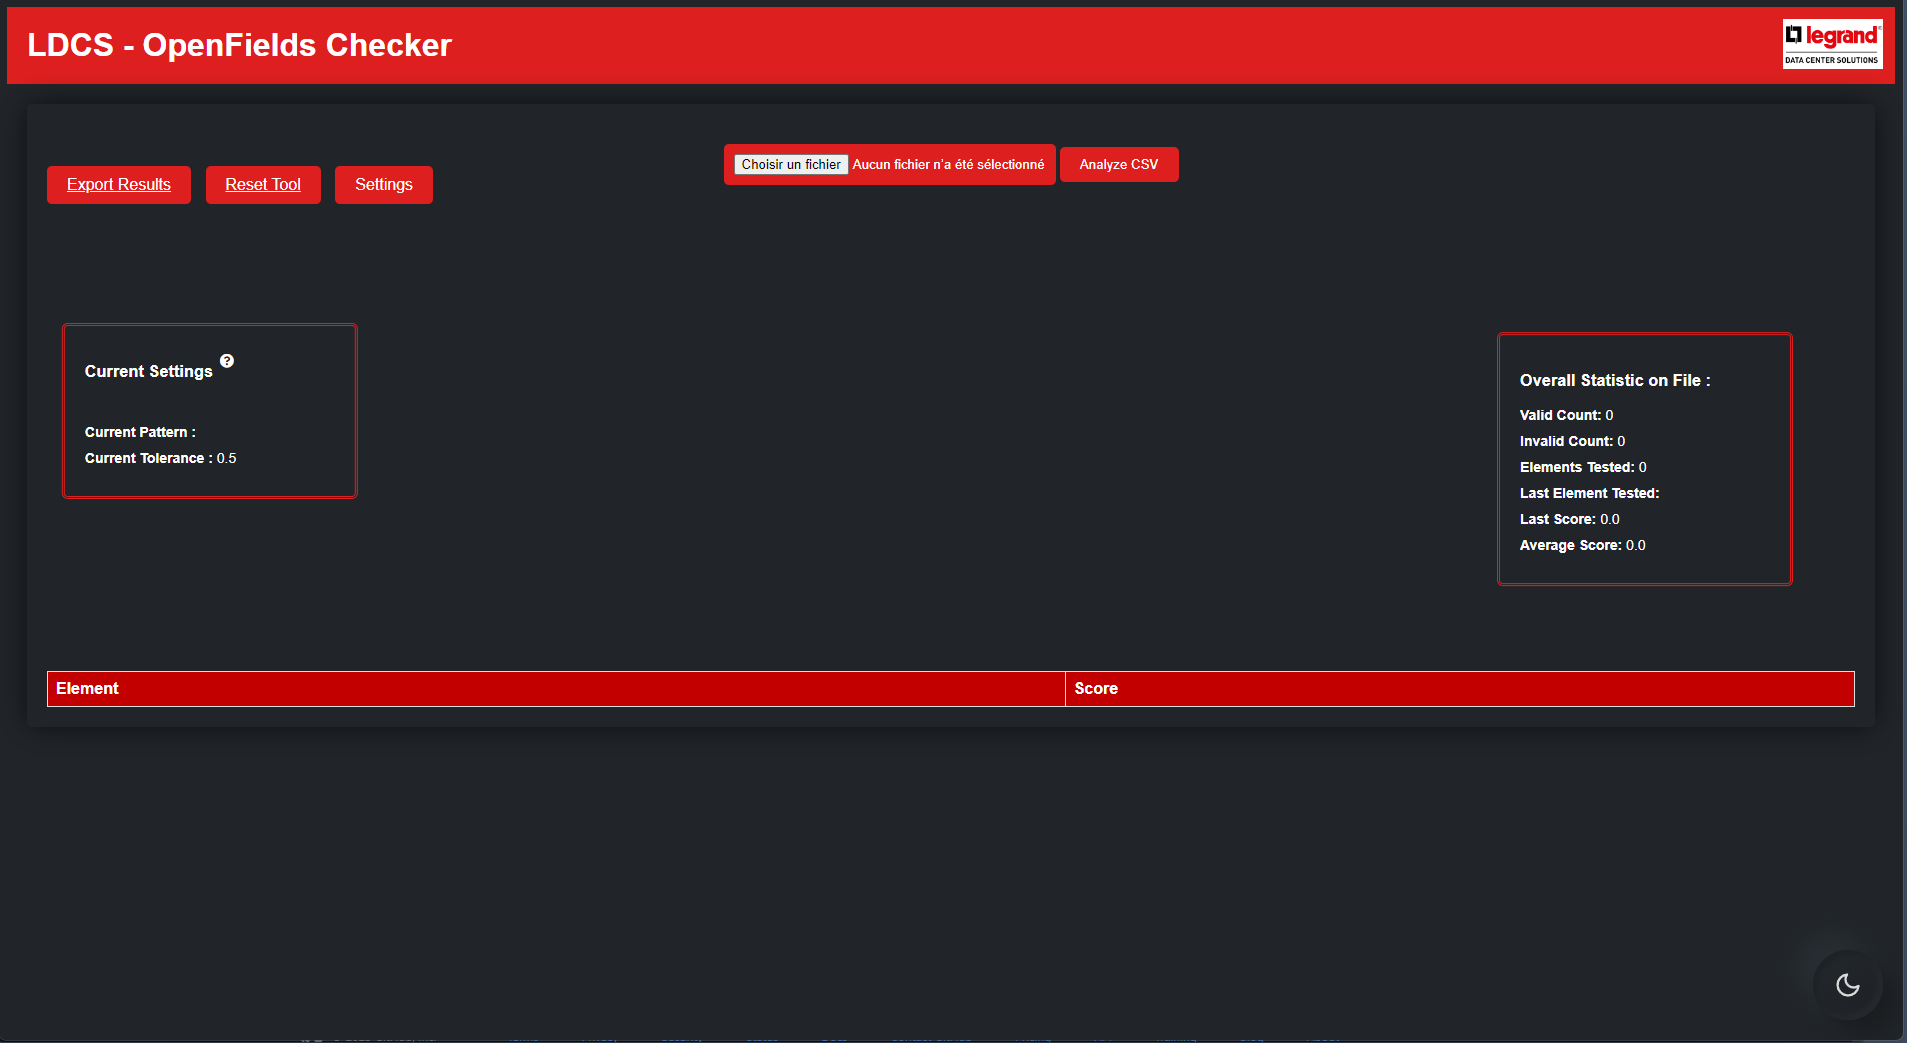 LDCS - OpenFields Checker
legrand®
DATA CENTER SOLUTIONS
Choisir un fichier Aucun fichier n'a été sélectionné Analyze CSV
Export Results Reset Tool Settings
Current Settings ?
Current Pattern :
Current Tolerance : 0.5
Overall Statistic on File :
Valid Count: 0
Invalid Count: 0
Elements Tested: 0
Last Element Tested:
Last Score: 0.0
Average Score: 0.0
Element Score